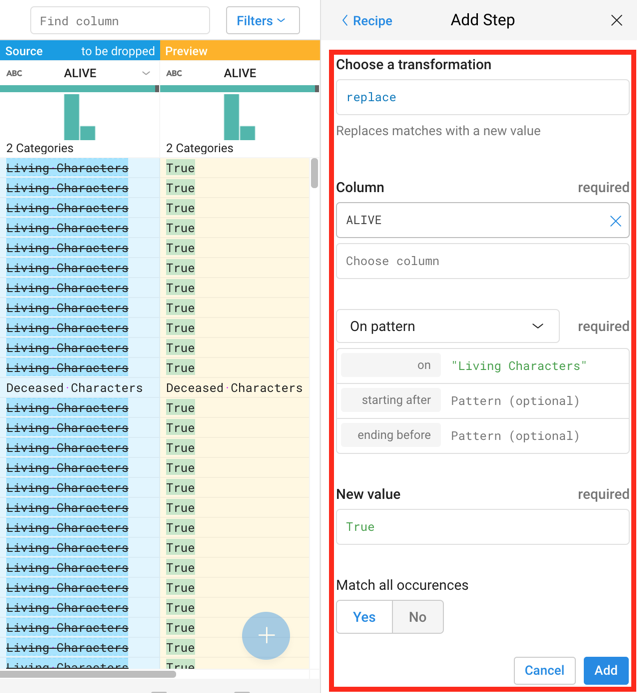 Find column
Filters
Source to be dropped Preview
ABC ALIVE ABC ALIVE
2 Categories 2 Categories
Living·Characters True
Living·Characters True
Living·Characters True
Living·Characters True
Living·Characters True
Living·Characters True
Living·Characters True
Living·Characters True
Living·Characters True
Living·Characters True
Living·Characters True
Deceased·Characters Deceased·Characters
Living·Characters True
Living·Characters True
Living·Characters True
Living·Characters True
Living·Characters True
Living·Characters True
Living·Characters True
Living·Characters True
Living·Characters True
Living·Characters True
Living·Characters True
Living·Characters True
Living·Characters True
Living·Characters True
Recipe
Add Step
Choose a transformation
replace
Replaces matches with a new value
Column required
ALIVE
Choose column
On pattern required
on "Living Characters"
starting after Pattern (optional)
ending before Pattern (optional)
New value required
True
Match all occurences
Yes No
Cancel Add